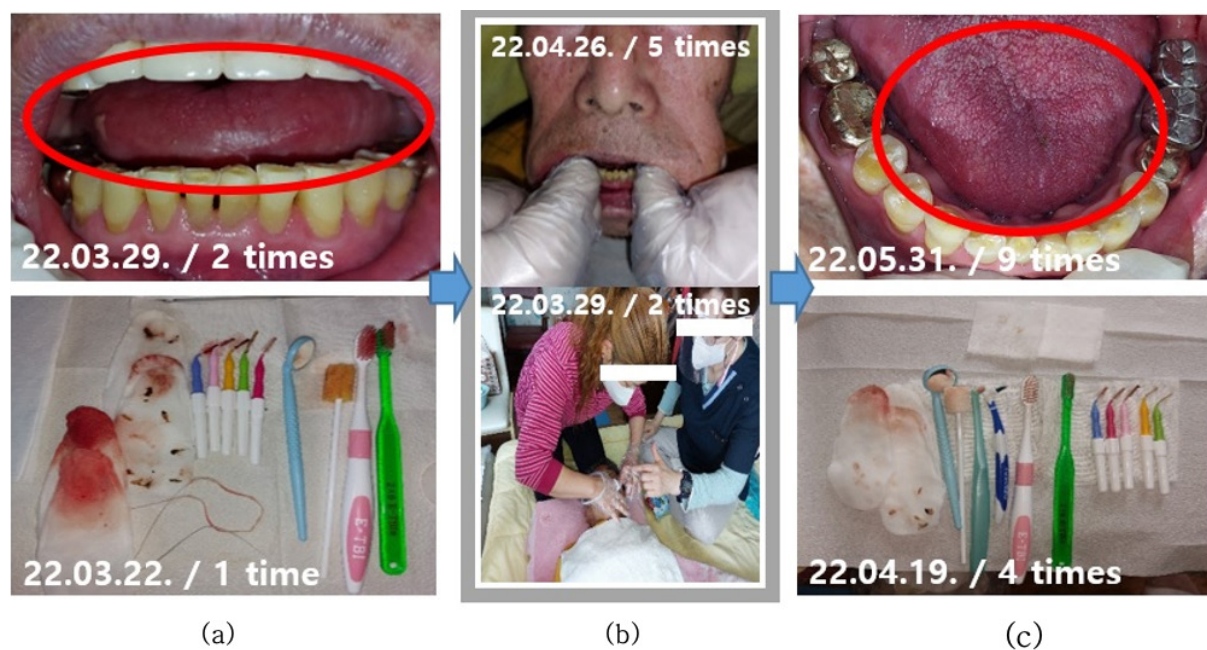 22.03.29. / 2 times
22.03.22. / 1 time
(a)
22.04.26. / 5 times
22.03.29. / 2 times
(b)
22.05.31. / 9 times
22.04.19. / 4 times
(c)